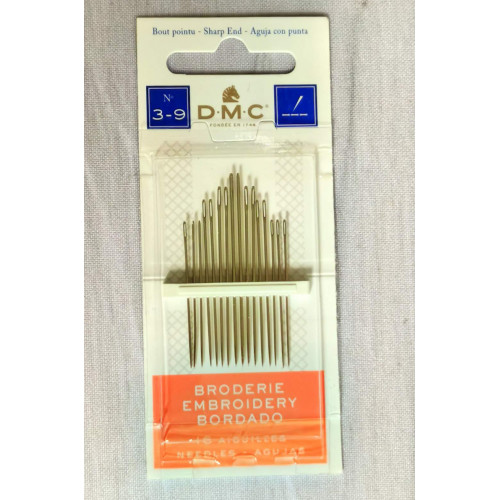 Bout pointu - Sharp End - Aguja con punta
No
3-9
D·M·C
FONDÉE EN 1746
BRODERIE
EMBROIDERY
BORDADO
16 AIGUILLES
NEEDLES - AGUJAS